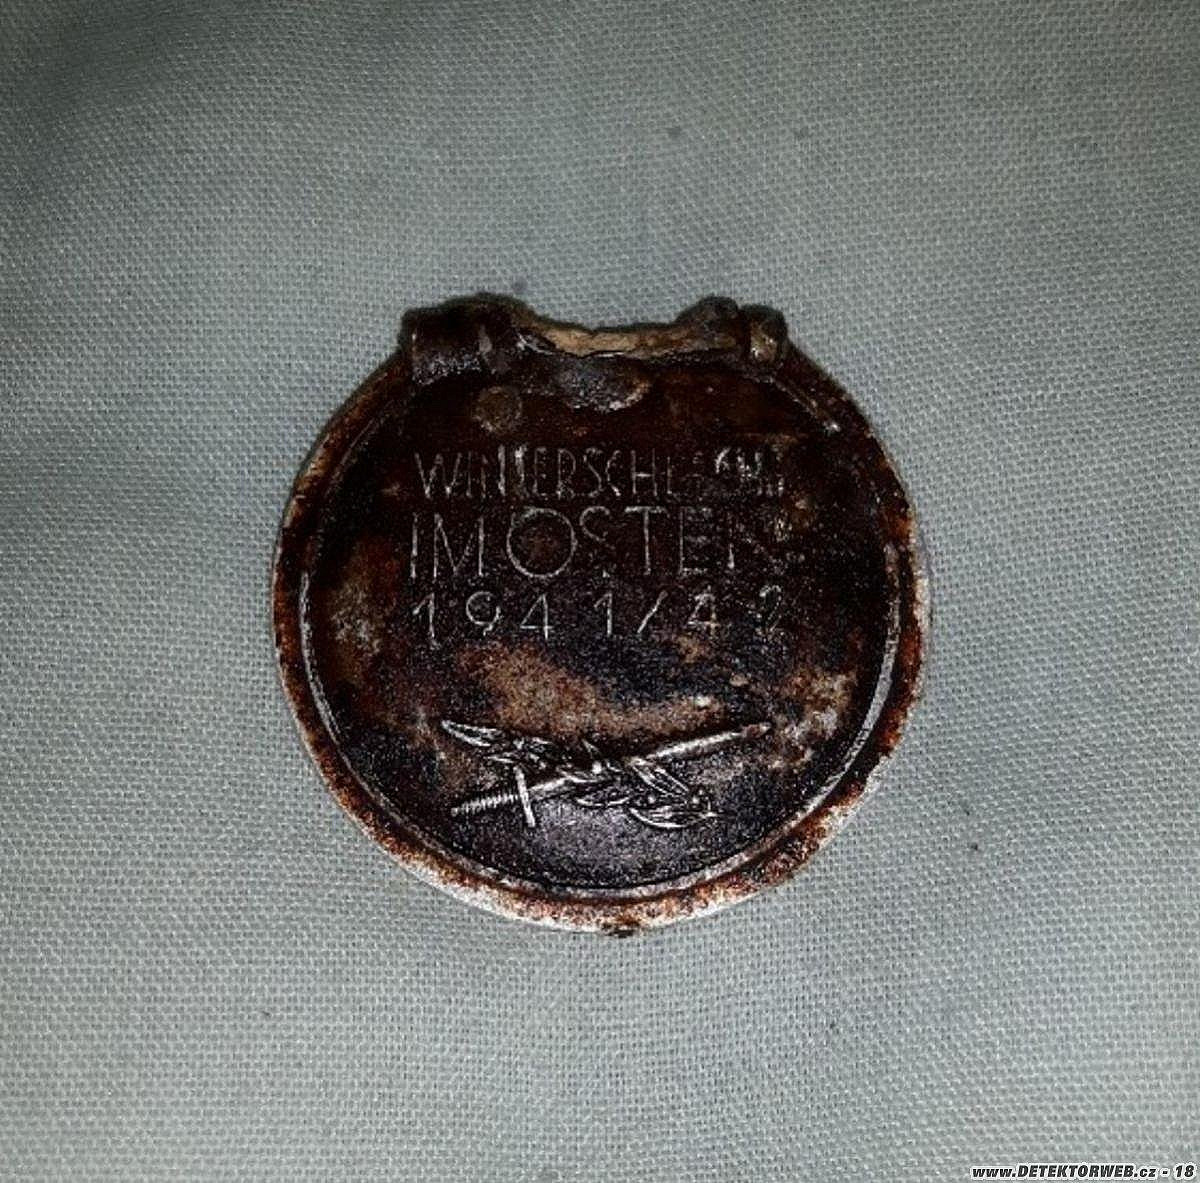 WINTERSCHLACHT
IM OSTEN
1941/42
www.DETEKTORWEB.cz - 18